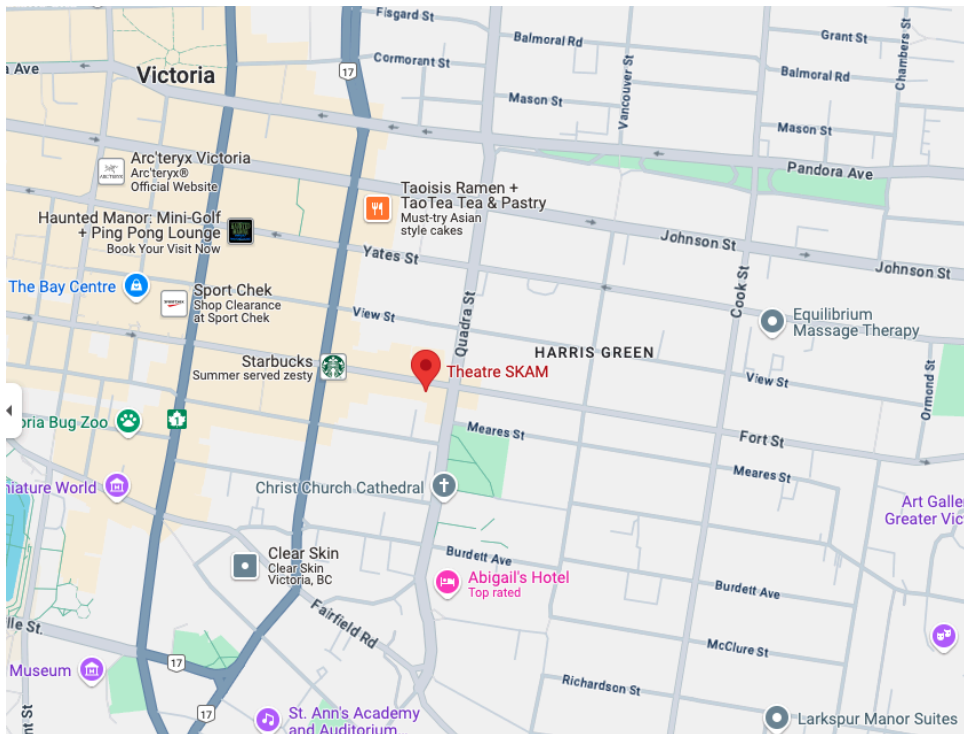 Fisgard St
Balmoral Rd
Grant St
Chambers St
Cormorant St
17
Vancouver St
Balmoral Rd
Ave
Victoria
Mason St
Mason St
Pandora Ave
Arc'teryx Victoria
Arc'teryx®
Official Website
ARC'TERYX
Taoisis Ramen +
TaoTea Tea & Pastry
Must-try Asian
style cakes
Haunted Manor: Mini-Golf
+ Ping Pong Lounge
Book Your Visit Now
Johnson St
Johnson St
Yates St
Cook St
The Bay Centre
Sport Chek
Shop Clearance
at Sport Chek
View St
Quadra St
Equilibrium
Massage Therapy
HARRIS GREEN
Starbucks
Summer served zesty
Theatre SKAM
View St
Ormond St
oria Bug Zoo
1
Meares St
Fort St
Meares St
niature World
Christ Church Cathedral
Art Galle
Greater Vic
Burdett Ave
Clear Skin
Clear Skin
Victoria, BC
Abigail's Hotel
Top rated
Burdett Ave
Fairfield Rd
lle St.
McClure St
17
Museum
Richardson St
17
St. Ann's Academy
and Auditorium
Larkspur Manor Suites
nt St